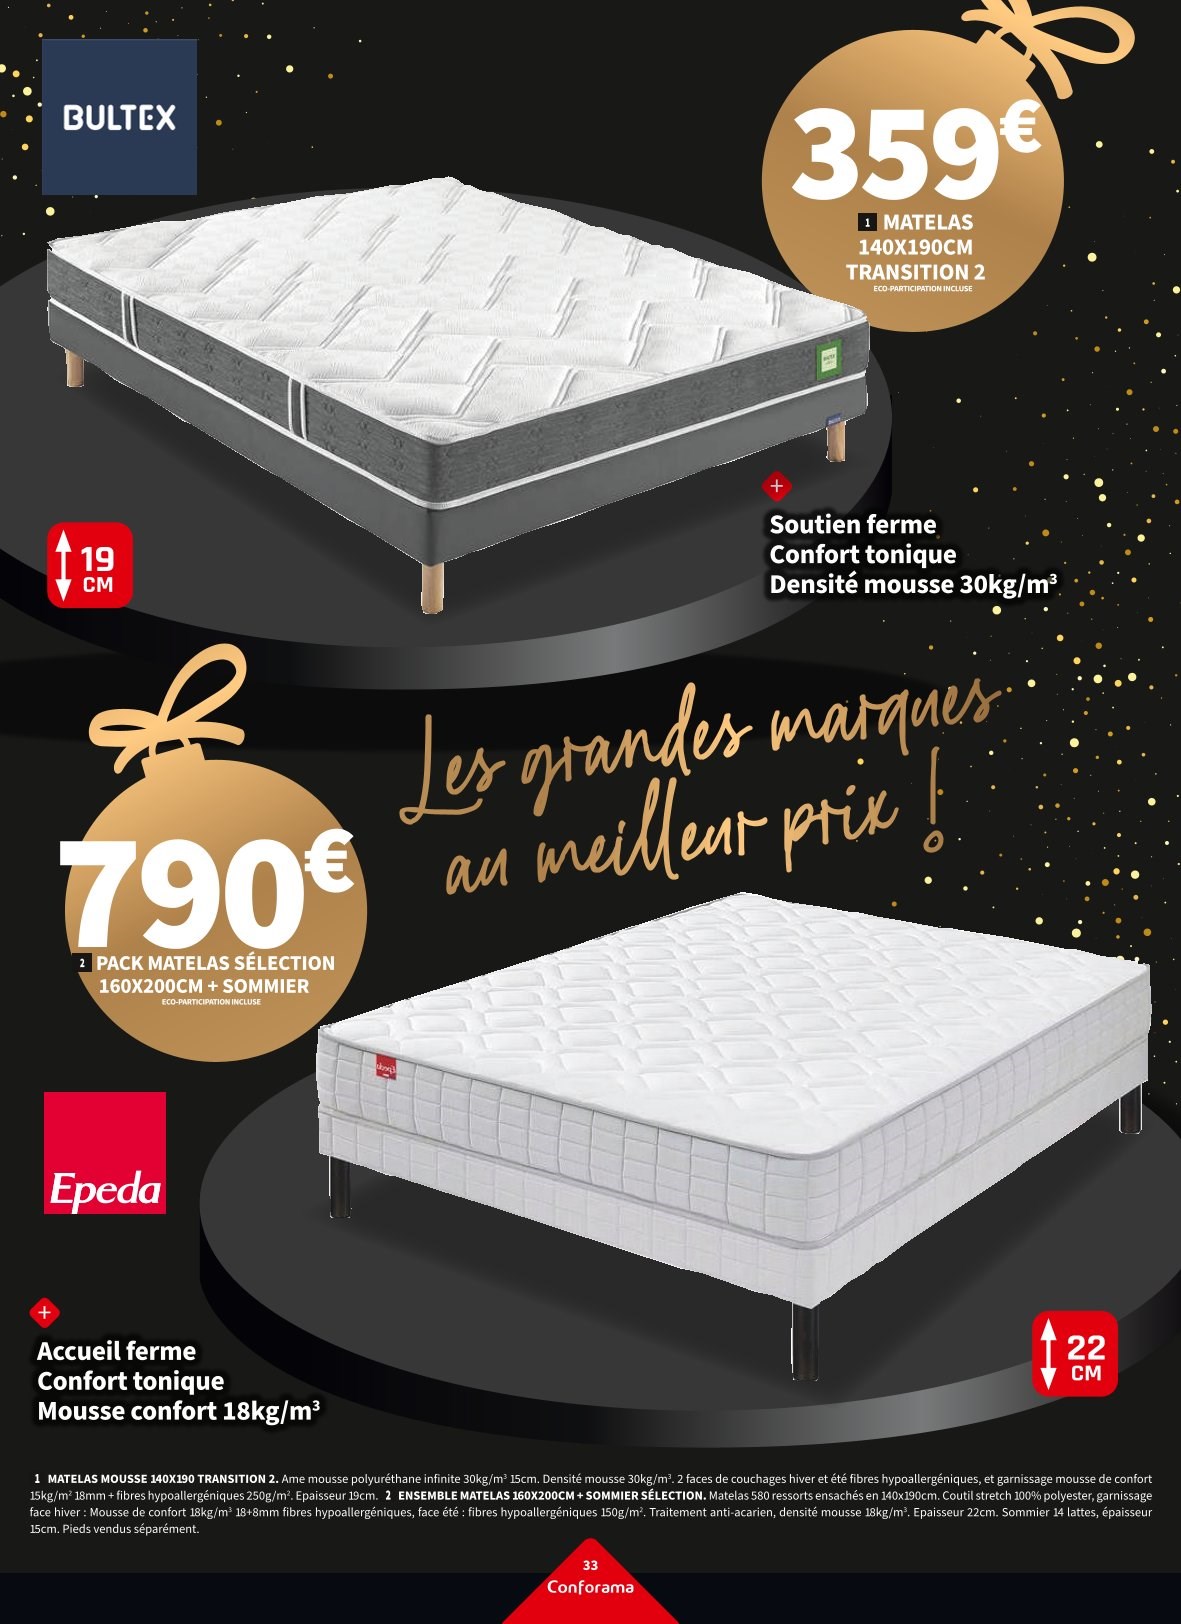 BULTEX
359€
1 MATELAS
140X190CM
TRANSITION 2
ECO-PARTICIPATION INCLUSE
BULTEX
+
Soutien ferme
Confort tonique
Densité mousse 30kg/m³
19
CM
Les grandes marques
au meilleur prix !
790€
2 PACK MATELAS SÉLECTION
160X200CM + SOMMIER
ECO-PARTICIPATION INCLUSE
Epeda
Epeda
+
Accueil ferme
Confort tonique
Mousse confort 18kg/m³
22
CM
1 MATELAS MOUSSE 140X190 TRANSITION 2. Ame mousse polyuréthane infinite 30kg/m³ 15cm. Densité mousse 30kg/m³. 2 faces de couchages hiver et été fibres hypoallergéniques, et garnissage mousse de confort
15kg/m² 18mm + fibres hypoallergéniques 250g/m². Epaisseur 19cm. 2 ENSEMBLE MATELAS 160X200CM + SOMMIER SÉLECTION. Matelas 580 ressorts ensachés en 140x190cm. Coutil stretch 100% polyester, garnissage
face hiver : Mousse de confort 18kg/m³ 18+8mm fibres hypoallergéniques, face été : fibres hypoallergéniques 150g/m². Traitement anti-acarien, densité mousse 18kg/m³. Epaisseur 22cm. Sommier 14 lattes, épaisseur
15cm. Pieds vendus séparément.
33
Conforama